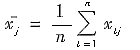 x̄_j = 1/n ∑_{i=1}^{n} x_{ij}